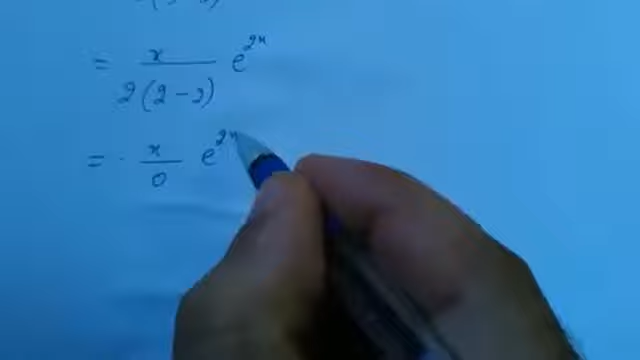 = x / 2(2-2) e^2x
= x / 0 e^2x